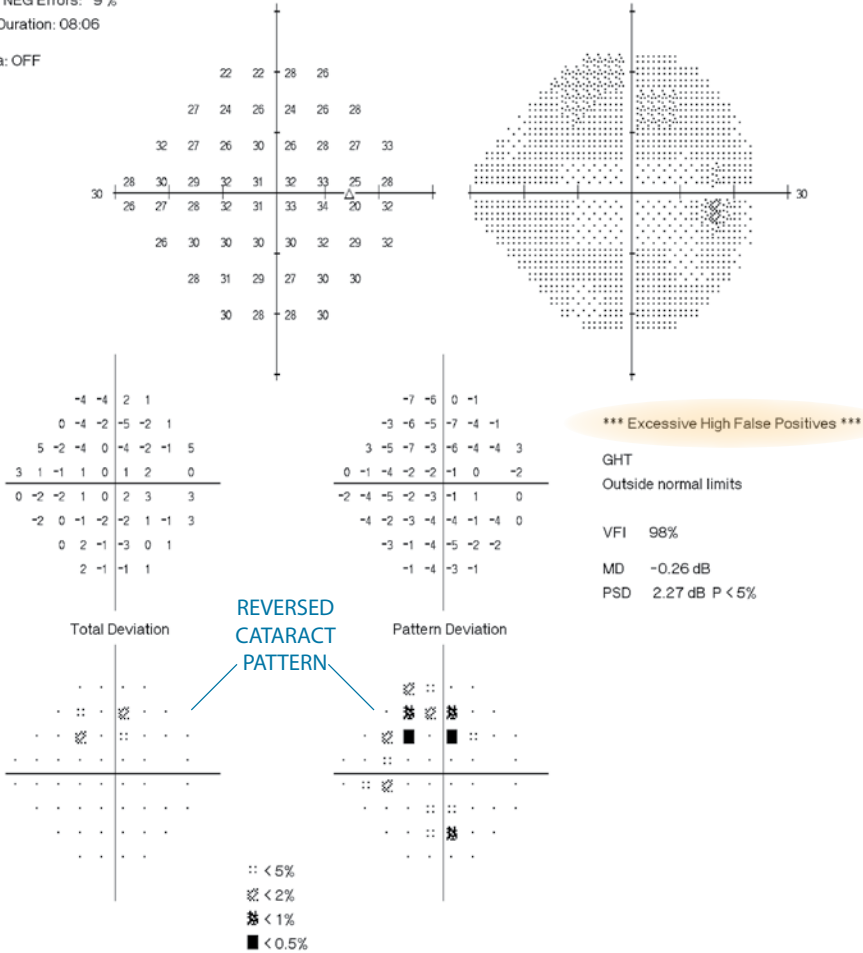 NEG Errors: 9 %
Duration: 08:06
a: OFF
22 22 28 26
27 24 26 24 26 28
32 27 26 30 26 28 27 33
28 30 29 32 31 32 33 25 28
30 30
26 27 28 32 31 33 34 20 32
26 30 30 30 30 32 29 32
28 31 29 27 30 30
30 28 28 30
-4 -4 2 1
0 -4 -2 -5 -2 1
5 -2 -4 0 -4 -2 -1 5
3 1 -1 1 0 1 2 0
0 -2 -2 1 0 2 3 3
-2 0 -1 -2 -2 1 -1 3
0 2 -1 -3 0 1
2 -1 -1 1
Total Deviation
-7 -6 0 -1
-3 -6 -5 -7 -4 -1
3 -5 -7 -3 -6 -4 -4 3
0 -1 -4 -2 -2 -1 0 -2
-2 -4 -5 -2 -3 -1 1 0
-4 -2 -3 -4 -4 -1 -4 0
-3 -1 -4 -5 -2 -2
-1 -4 -3 -1
Pattern Deviation
*** Excessive High False Positives ***
GHT
Outside normal limits
VFI 98%
MD -0.26 dB
PSD 2.27 dB P < 5%
REVERSED
CATARACT
PATTERN
< 5%
< 2%
< 1%
< 0.5%